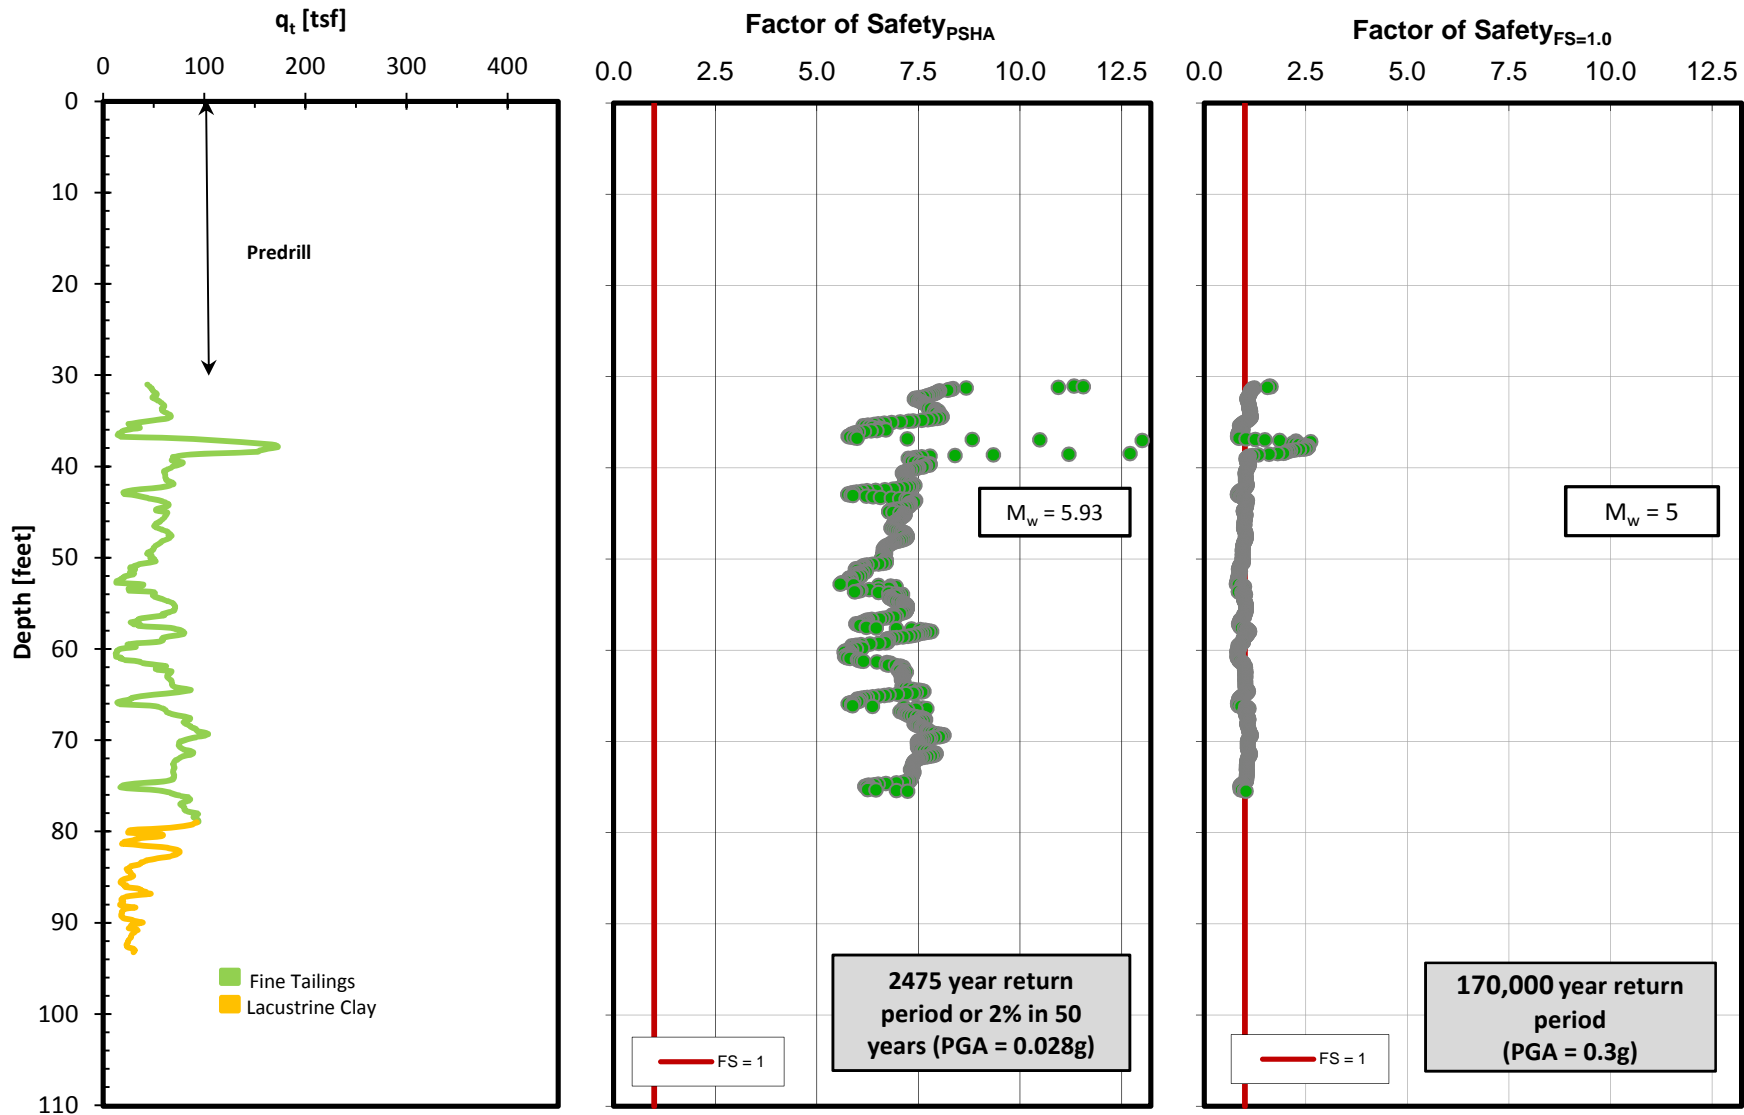 q_t [tsf]
0 100 200 300 400
Factor of Safety_PSHA
0.0 2.5 5.0 7.5 10.0 12.5
Factor of Safety_FS=1.0
0.0 2.5 5.0 7.5 10.0 12.5
Depth [feet]
0
10
20
30
40
50
60
70
80
90
100
110
Predrill
Fine Tailings
Lacustrine Clay
M_w = 5.93
2475 year return
period or 2% in 50
years (PGA = 0.028g)
FS = 1
M_w = 5
170,000 year return
period
(PGA = 0.3g)
FS = 1